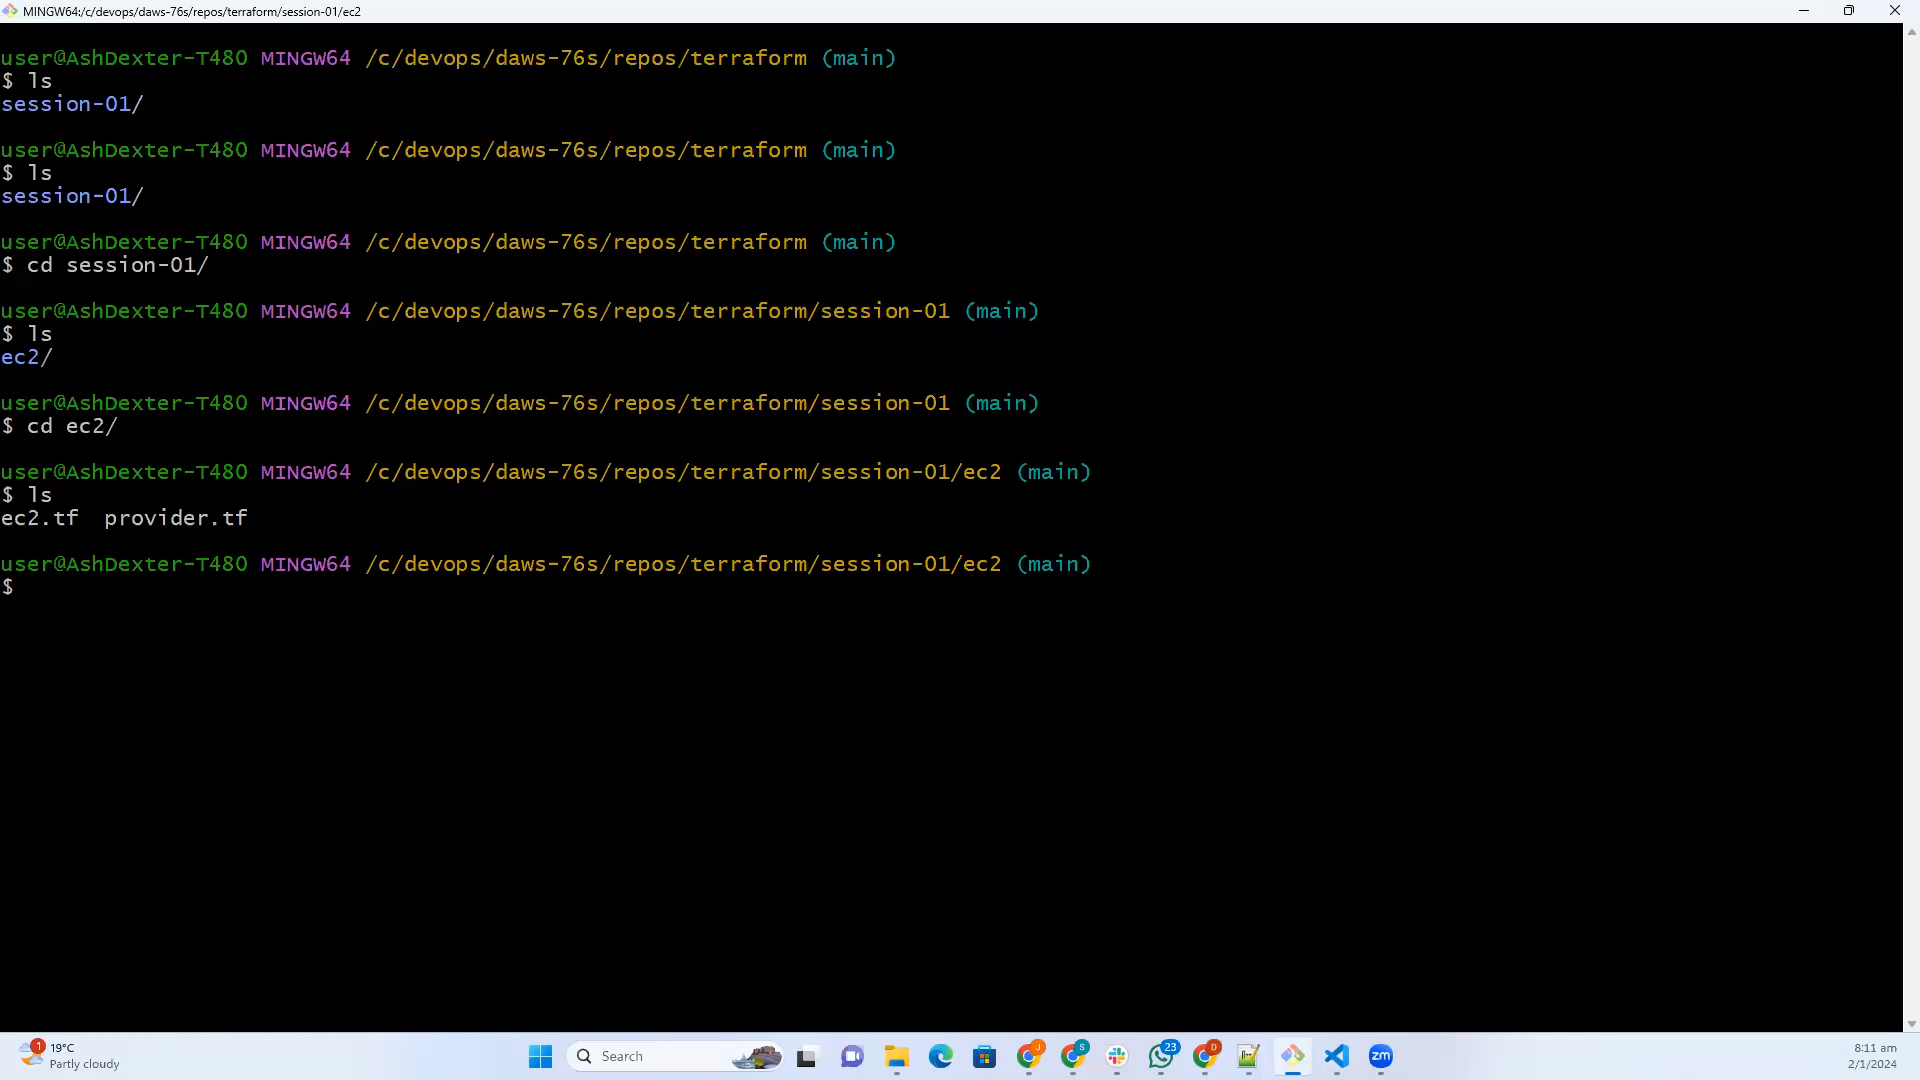 MINGW64:/c/devops/daws-76s/repos/terraform/session-01/ec2
user@AshDexter-T480 MINGW64 /c/devops/daws-76s/repos/terraform (main)
$ ls
session-01/
user@AshDexter-T480 MINGW64 /c/devops/daws-76s/repos/terraform (main)
$ ls
session-01/
user@AshDexter-T480 MINGW64 /c/devops/daws-76s/repos/terraform (main)
$ cd session-01/
user@AshDexter-T480 MINGW64 /c/devops/daws-76s/repos/terraform/session-01 (main)
$ ls
ec2/
user@AshDexter-T480 MINGW64 /c/devops/daws-76s/repos/terraform/session-01 (main)
$ cd ec2/
user@AshDexter-T480 MINGW64 /c/devops/daws-76s/repos/terraform/session-01/ec2 (main)
$ ls
ec2.tf  provider.tf
user@AshDexter-T480 MINGW64 /c/devops/daws-76s/repos/terraform/session-01/ec2 (main)
$
1
19°C
Partly cloudy
Search
J
S
23
D
zm
8:11 am
2/1/2024